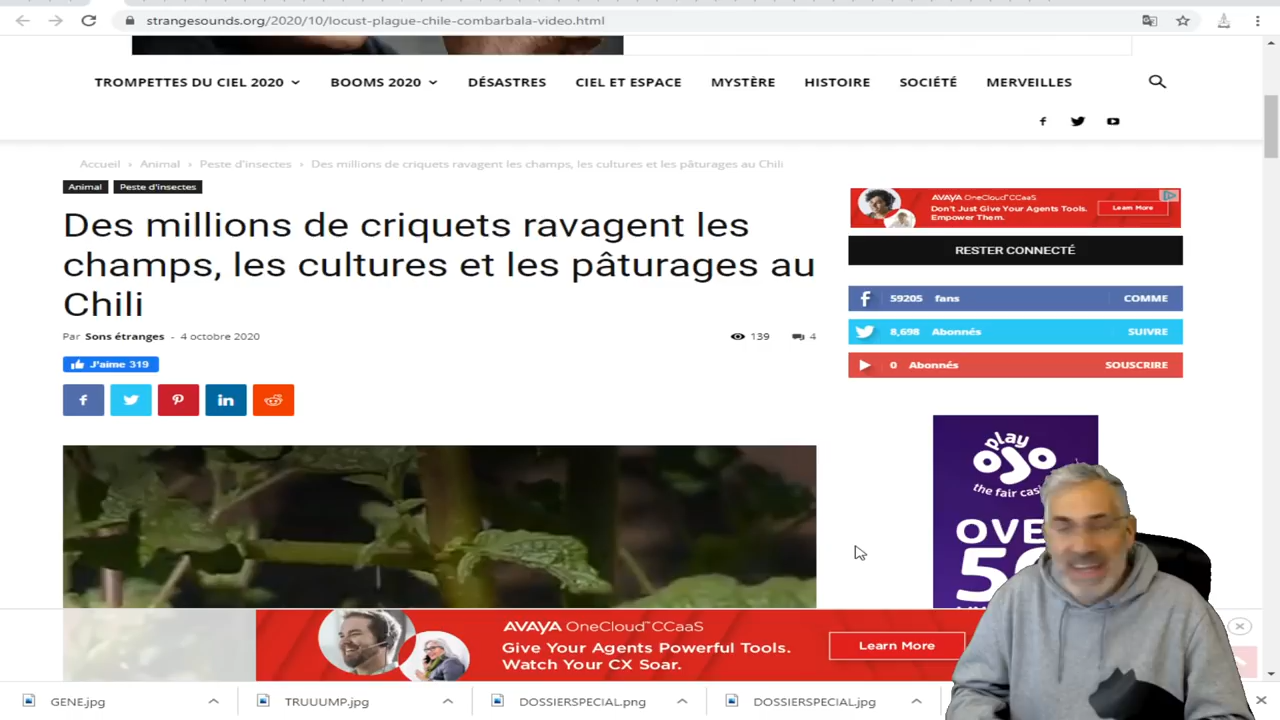 strangesounds.org/2020/10/locust-plague-chile-combarbala-video.html
TROMPETTES DU CIEL 2020
BOOMS 2020
DÉSASTRES
CIEL ET ESPACE
MYSTÈRE
HISTOIRE
SOCIÉTÉ
MERVEILLES
Accueil › Animal › Peste d'insectes › Des millions de criquets ravagent les champs, les cultures et les pâturages au Chili
Animal
Peste d'insectes
Des millions de criquets ravagent les
champs, les cultures et les pâturages au
Chili
Par Sons étranges - 4 octobre 2020
139
4
J'aime 319
AVAYA OneCloud™CCaaS
Don't Just Give Your Agents Tools.
Empower Them.
Learn More
RESTER CONNECTÉ
59205 fans
COMME
8,698 Abonnés
SUIVRE
0 Abonnés
SOUSCRIRE
play
ojo
the fair
OVE
AVAYA OneCloud™CCaaS
Give Your Agents Powerful Tools.
Watch Your CX Soar.
Learn More
GENE.jpg
TRUUUMP.jpg
DOSSIERSPECIAL.png
DOSSIERSPECIAL.jpg